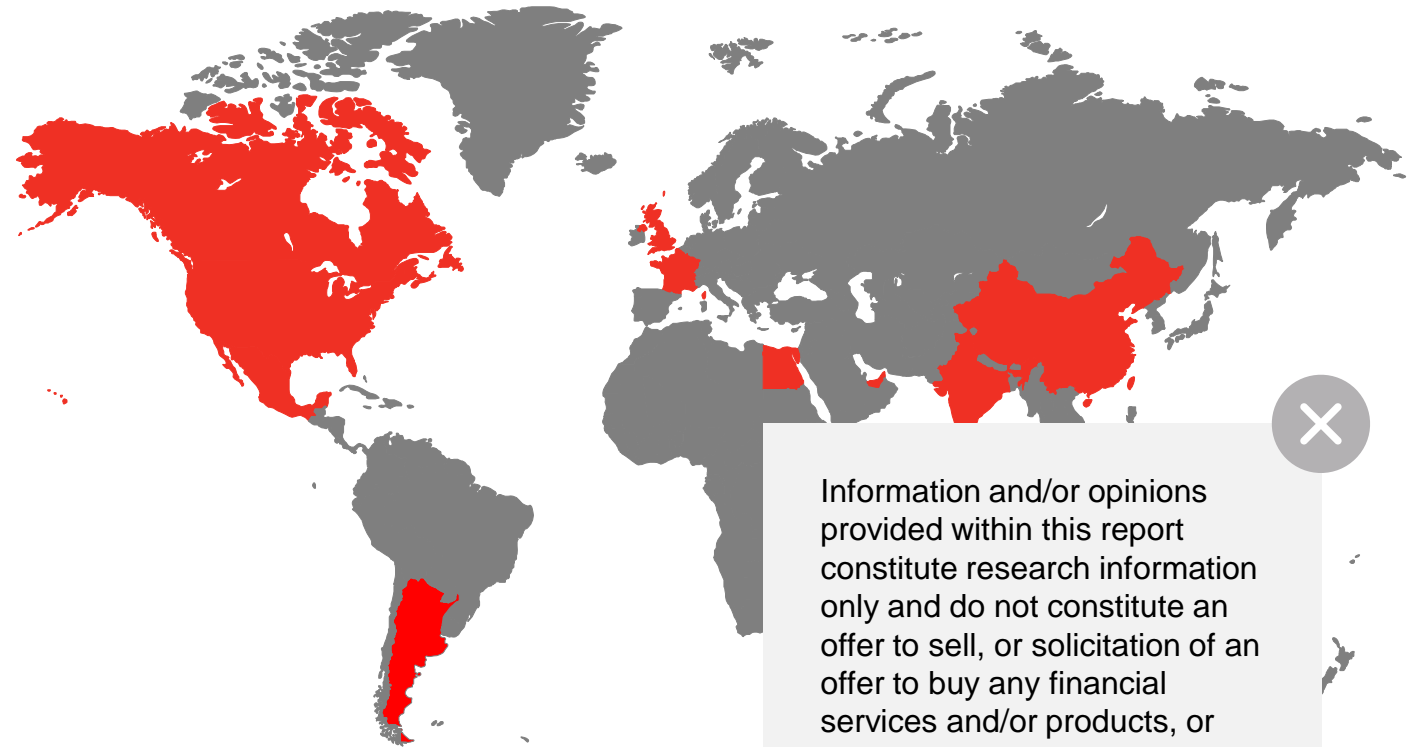 Information and/or opinions
provided within this report
constitute research information
only and do not constitute an
offer to sell, or solicitation of an
offer to buy any financial
services and/or products, or